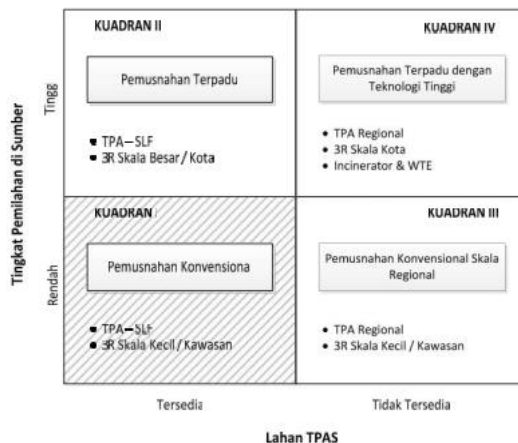 KUADRAN II
Pemusnahan Terpadu
TPA–SLF
3R Skala Besar / Kota
KUADRAN IV
Pemusnahan Terpadu dengan
Teknologi Tinggi
TPA Regional
3R Skala Kota
Incinerator & WTE
KUADRAN I
Pemusnahan Konvensiona
TPA–SLF
3R Skala Kecil / Kawasan
KUADRAN III
Pemusnahan Konvensional Skala
Regional
TPA Regional
3R Skala Kecil / Kawasan
Tingkat Pemilahan di Sumber
Tingg
Rendah
Tersedia
Tidak Tersedia
Lahan TPAS